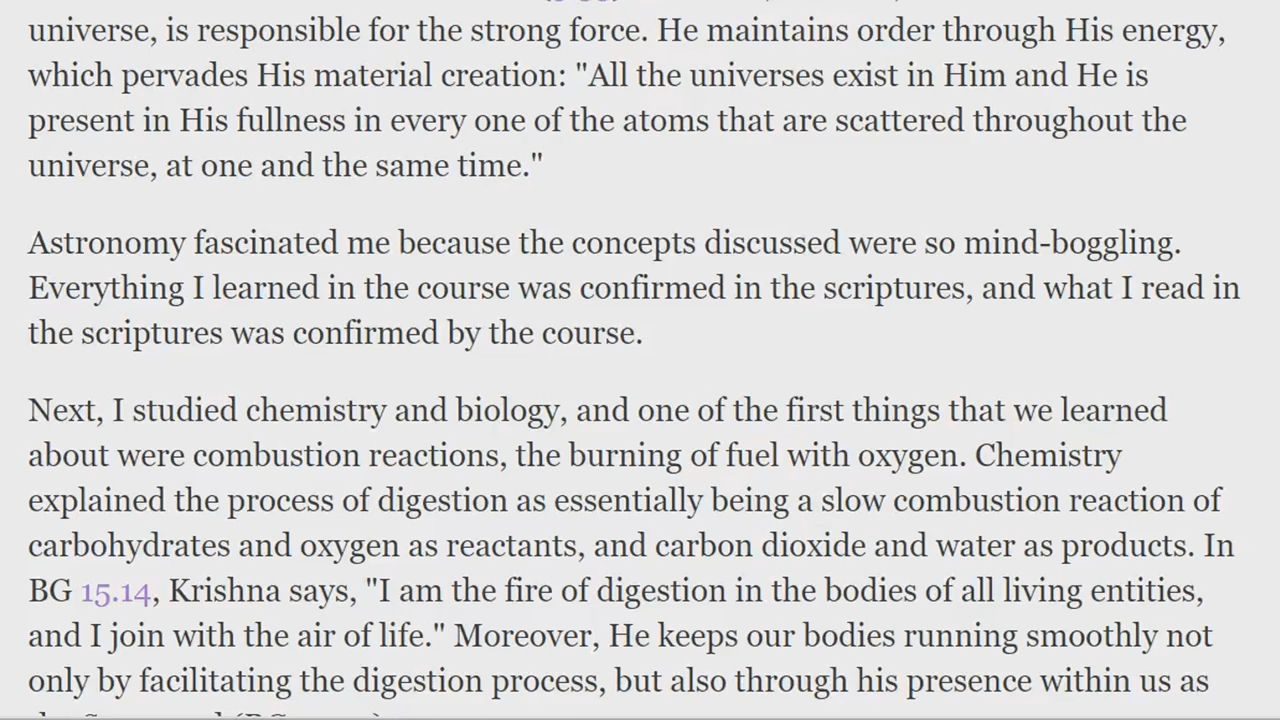 universe, is responsible for the strong force. He maintains order through His energy,
which pervades His material creation: "All the universes exist in Him and He is
present in His fullness in every one of the atoms that are scattered throughout the
universe, at one and the same time."
Astronomy fascinated me because the concepts discussed were so mind-boggling.
Everything I learned in the course was confirmed in the scriptures, and what I read in
the scriptures was confirmed by the course.
Next, I studied chemistry and biology, and one of the first things that we learned
about were combustion reactions, the burning of fuel with oxygen. Chemistry
explained the process of digestion as essentially being a slow combustion reaction of
carbohydrates and oxygen as reactants, and carbon dioxide and water as products. In
BG 15.14, Krishna says, "I am the fire of digestion in the bodies of all living entities,
and I join with the air of life." Moreover, He keeps our bodies running smoothly not
only by facilitating the digestion process, but also through his presence within us as